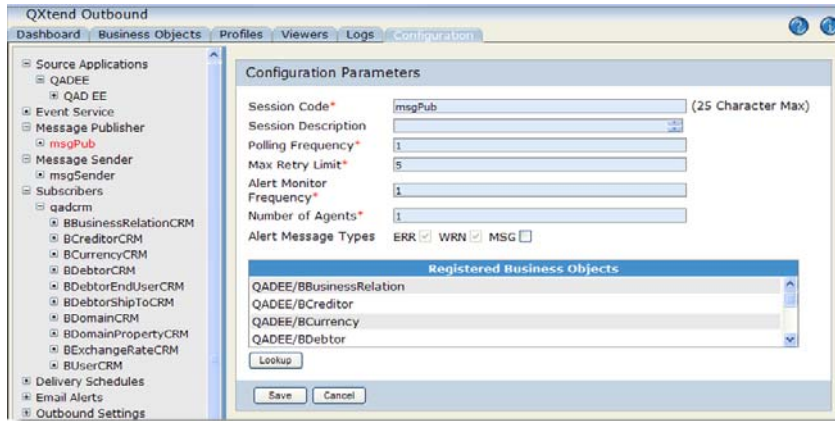 QXtend Outbound
Dashboard Business Objects Profiles Viewers Logs Configuration
Source Applications
QADEE
QAD EE
Event Service
Message Publisher
msgPub
Message Sender
msgSender
Subscribers
qadcrm
BBusinessRelationCRM
BCreditorCRM
BCurrencyCRM
BDebtorCRM
BDebtorEndUserCRM
BDebtorShipToCRM
BDomainCRM
BDomainPropertyCRM
BExchangeRateCRM
BUserCRM
Delivery Schedules
Email Alerts
Outbound Settings
Configuration Parameters
Session Code* msgPub (25 Character Max)
Session Description
Polling Frequency* 1
Max Retry Limit* 5
Alert Monitor
Frequency* 1
Number of Agents* 1
Alert Message Types ERR WRN MSG
Registered Business Objects
QADEE/BBusinessRelation
QADEE/BCreditor
QADEE/BCurrency
QADEE/BDebtor
Lookup
Save Cancel